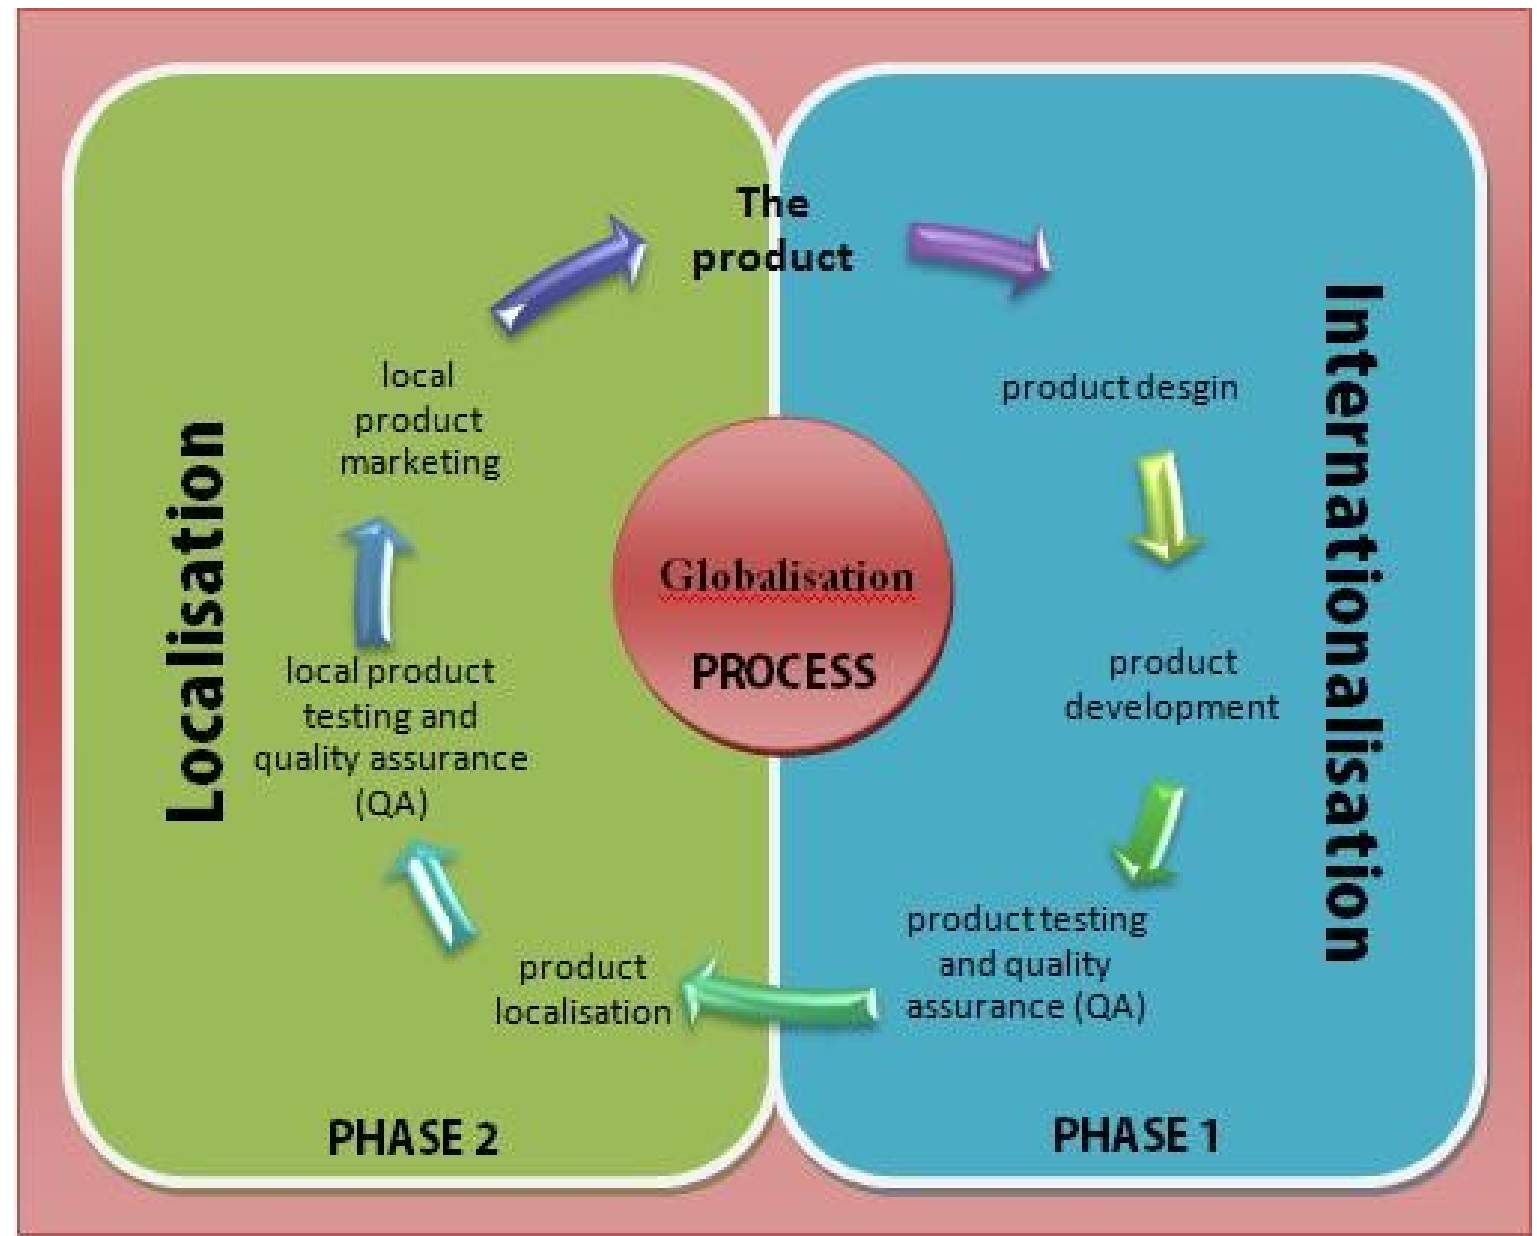 The
product
product desgin
product
development
product testing
and quality
assurance (QA)
Internationalisation
PHASE 1
product
localisation
local product
testing and
quality assurance
(QA)
local
product
marketing
Localisation
PHASE 2
Globalisation
PROCESS